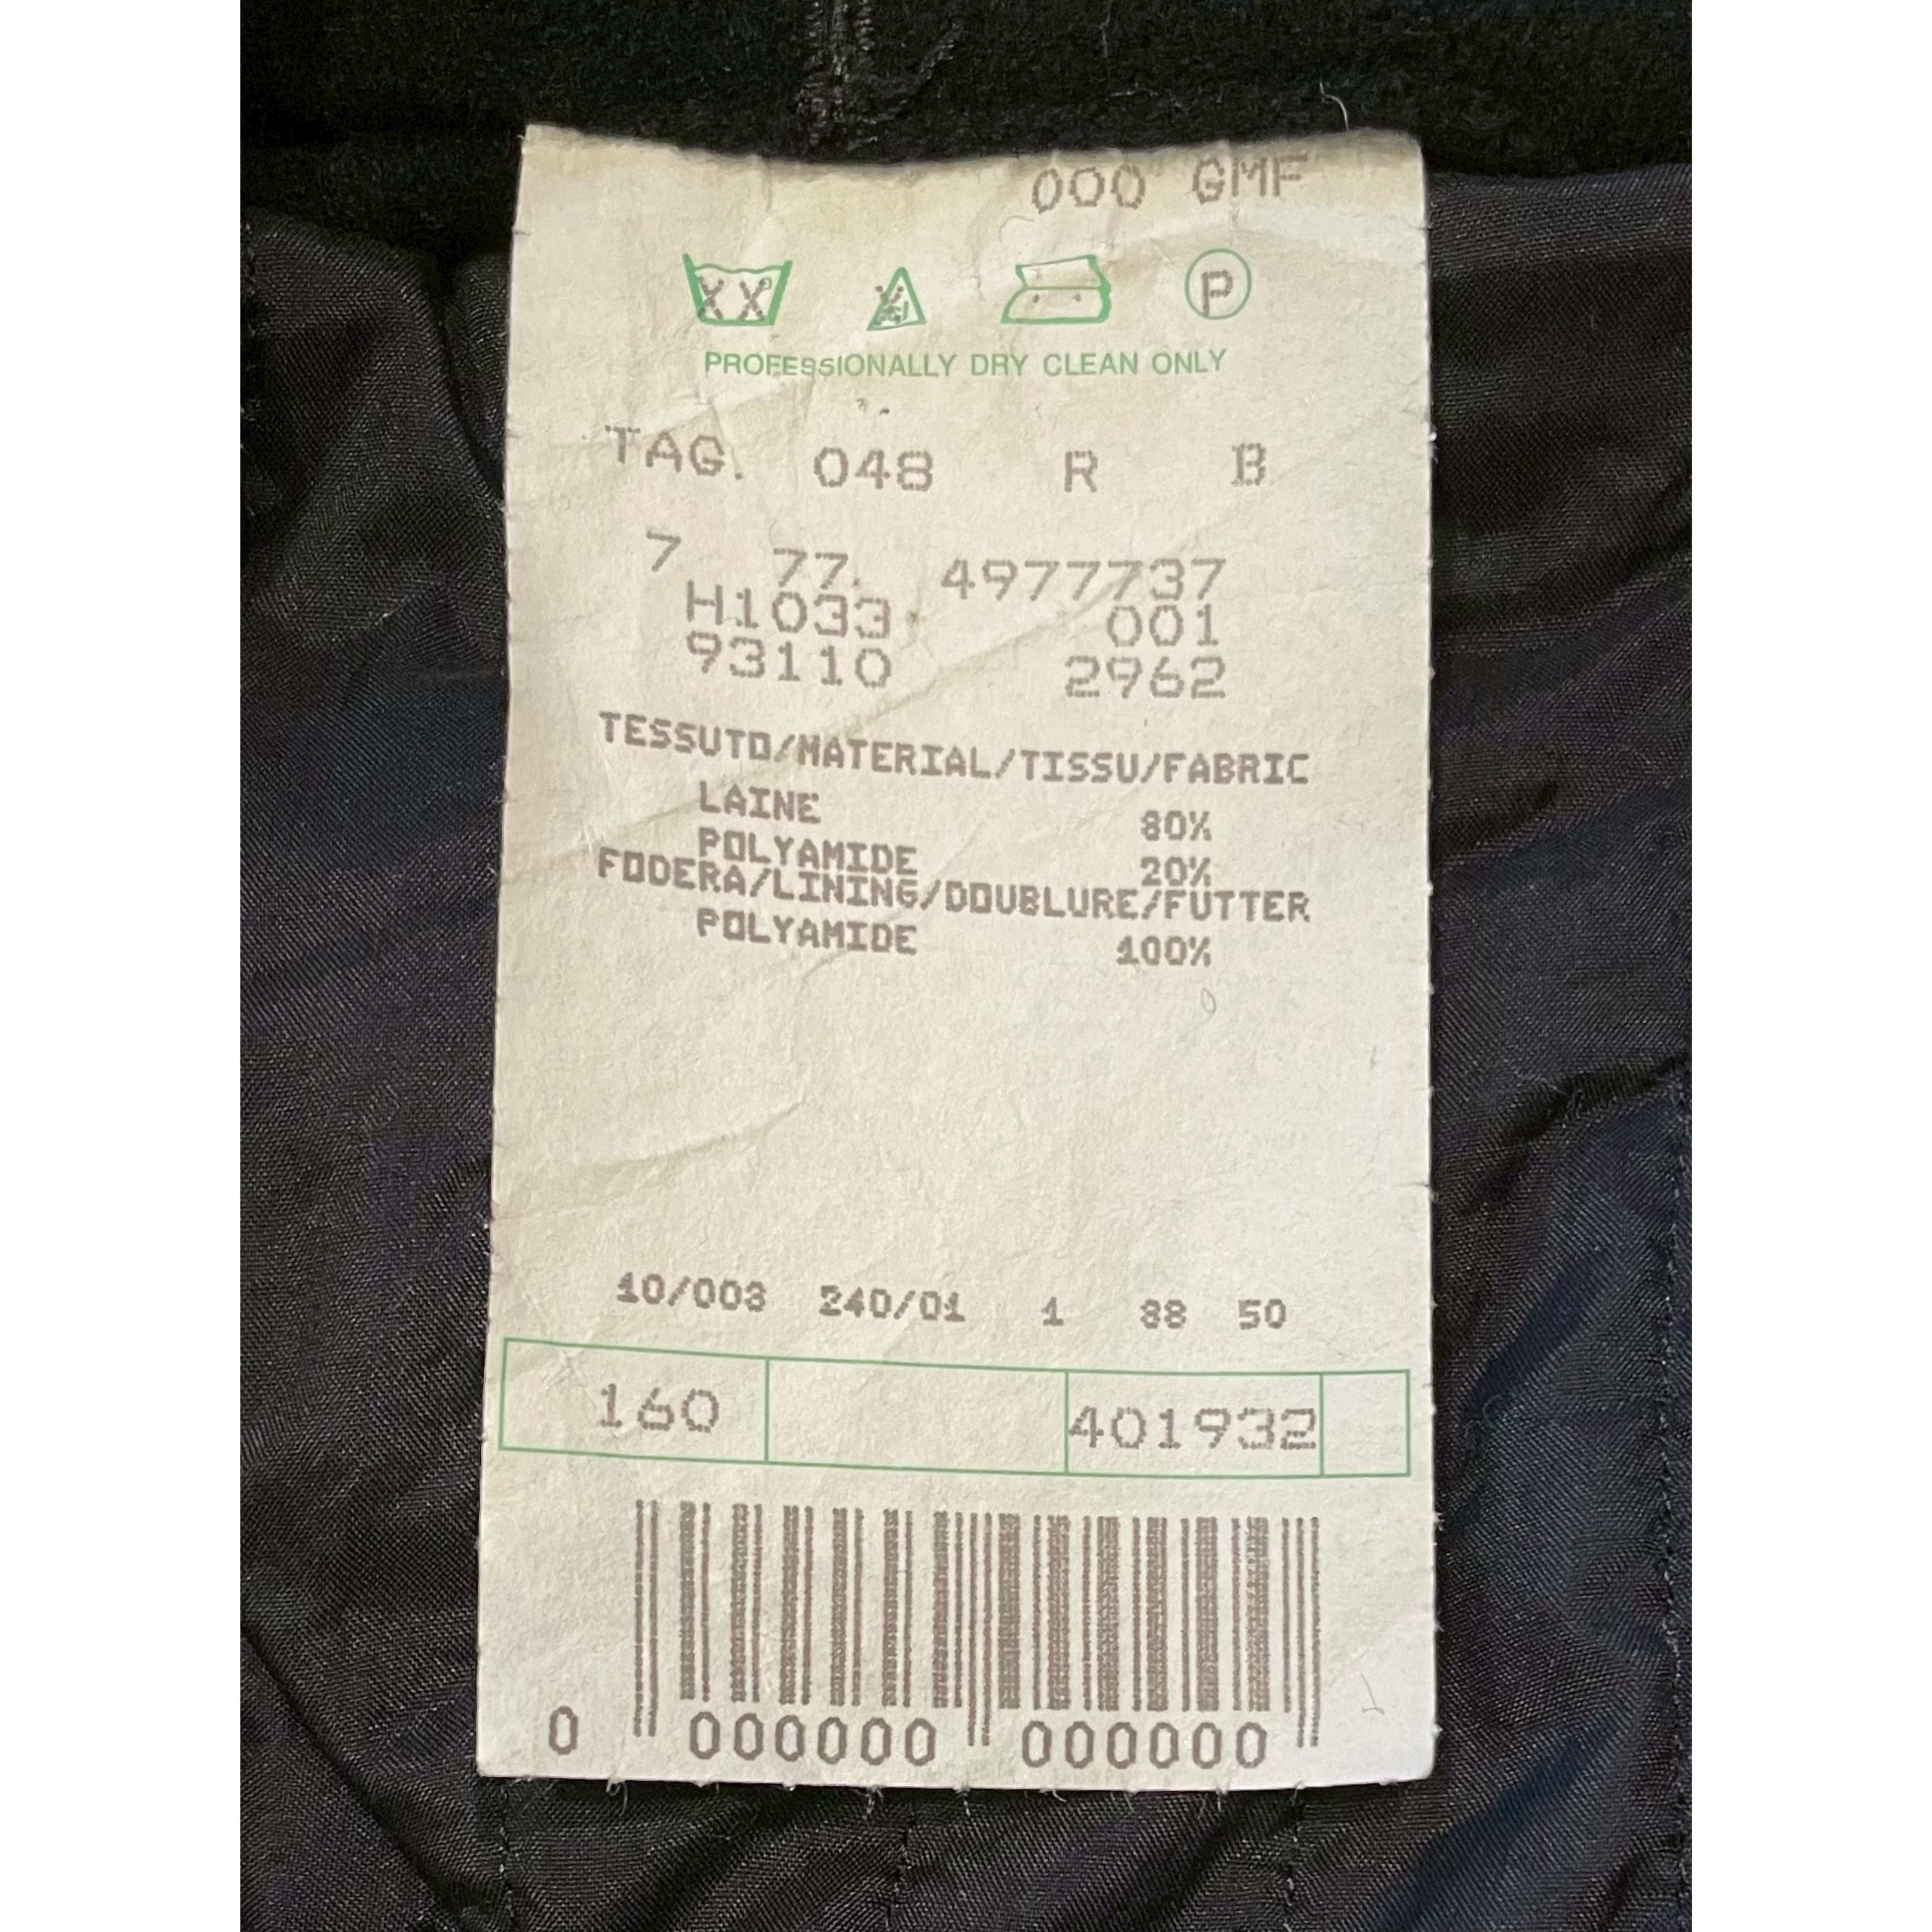 000 GMF
XX P
PROFESSIONALLY DRY CLEAN ONLY
TAG. 048 R B
7 77. 4977737
H1033 001
93110 2962
TESSUTO/MATERIAL/TISSU/FABRIC
LAINE 80%
POLYAMIDE 20%
FODERA/LINING/DOUBLURE/FUTTER
POLYAMIDE 100%
10/003 240/01 1 88 50
160 401932
0 000000 000000